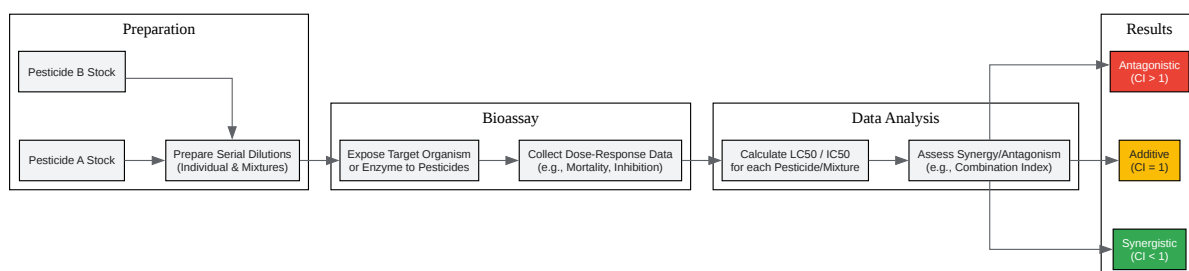 Preparation
Pesticide B Stock
Pesticide A Stock
Prepare Serial Dilutions
(Individual & Mixtures)
Bioassay
Expose Target Organism
or Enzyme to Pesticides
Collect Dose-Response Data
(e.g., Mortality, Inhibition)
Data Analysis
Calculate LC50 / IC50
for each Pesticide/Mixture
Assess Synergy/Antagonism
(e.g., Combination Index)
Results
Antagonistic
(CI > 1)
Additive
(CI = 1)
Synergistic
(CI < 1)